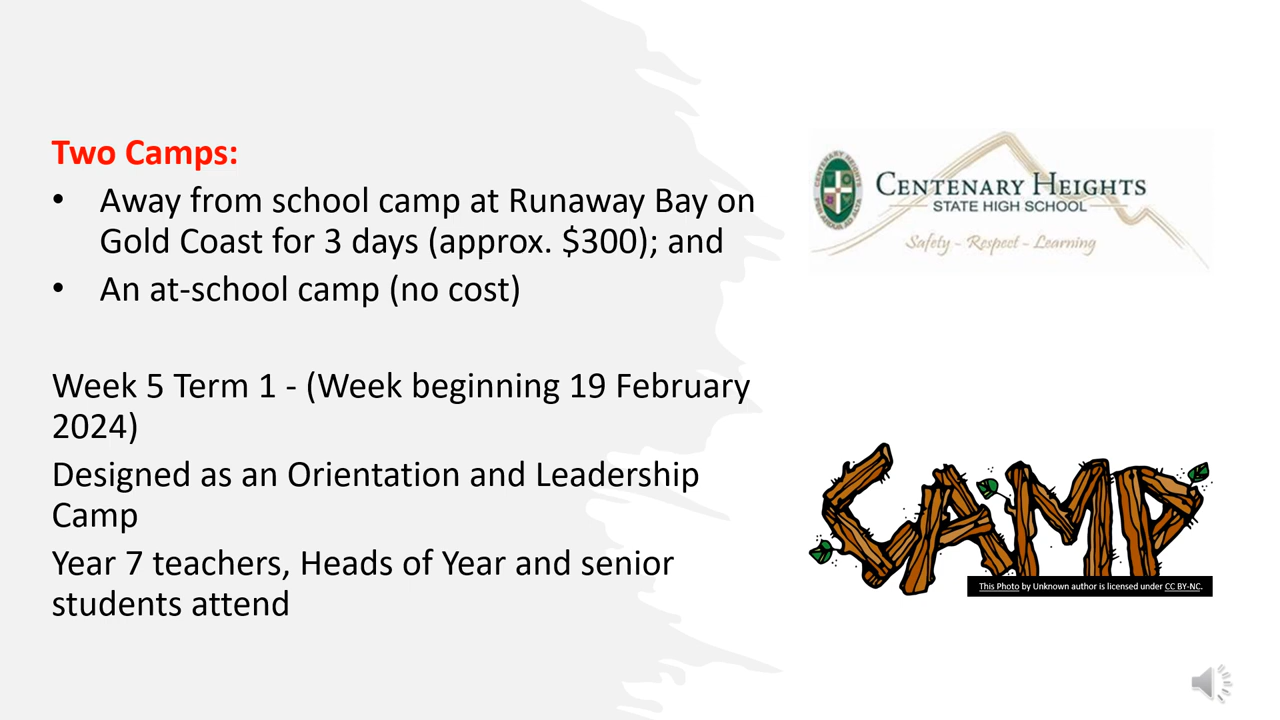 Two Camps:
• Away from school camp at Runaway Bay on
Gold Coast for 3 days (approx. $300); and
• An at-school camp (no cost)
Week 5 Term 1 - (Week beginning 19 February
2024)
Designed as an Orientation and Leadership
Camp
Year 7 teachers, Heads of Year and senior
students attend
CENTENARY HEIGHTS
STATE HIGH SCHOOL
Safety ~ Respect ~ Learning
CENTENARY HEIGHTS
CAMP
This Photo by Unknown author is licensed under CC BY-NC.